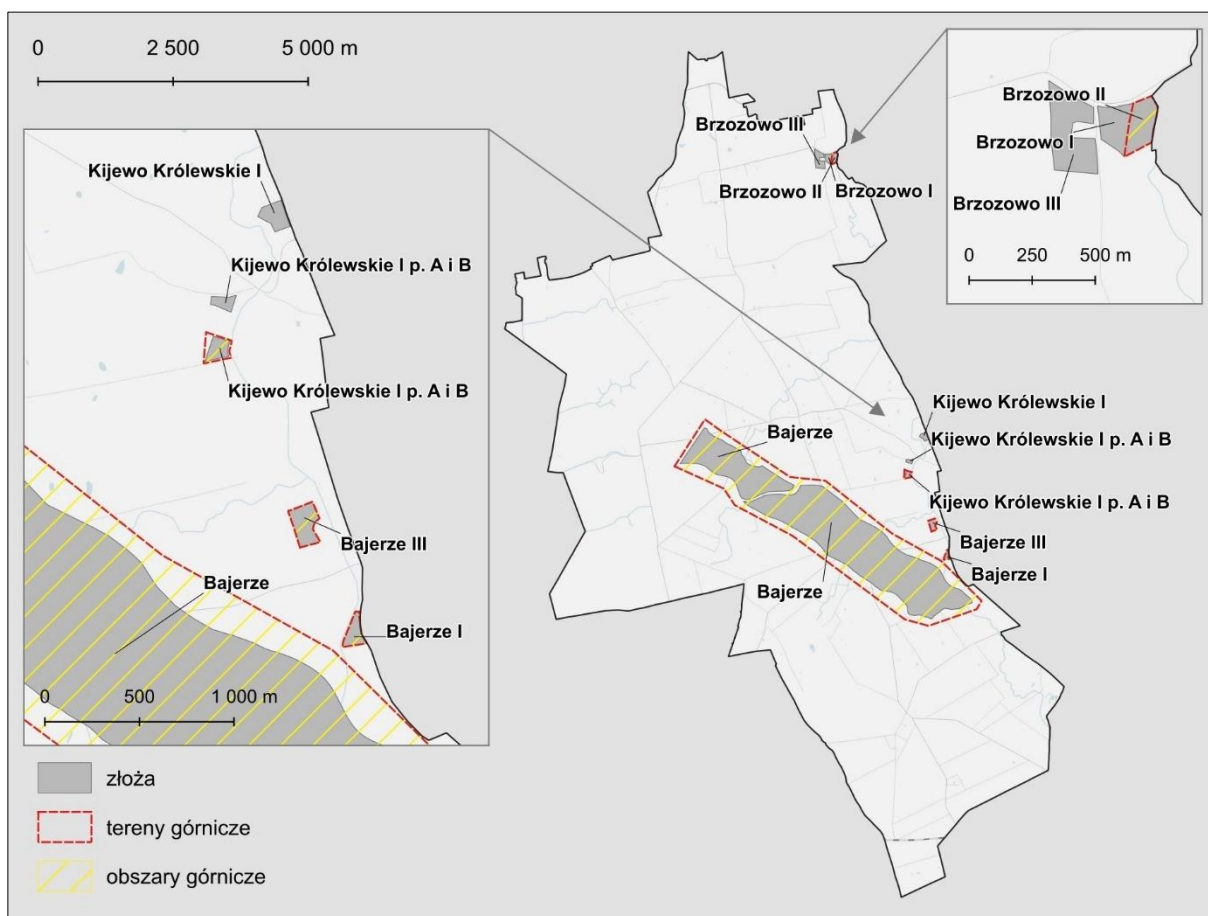 0 2 500 5 000 m
Kijewo Królewskie I
Kijewo Królewskie I p. A i B
Kijewo Królewskie I p. A i B
Bajerze III
Bajerze
Bajerze I
0 500 1 000 m
Brzozowo III
Brzozowo II
Brzozowo I
Brzozowo II
Brzozowo I
Brzozowo III
0 250 500 m
Kijewo Królewskie I
Bajerze
Kijewo Królewskie I p. A i B
Kijewo Królewskie I p. A i B
Bajerze III
Bajerze I
Bajerze
złoża
tereny górnicze
obszary górnicze